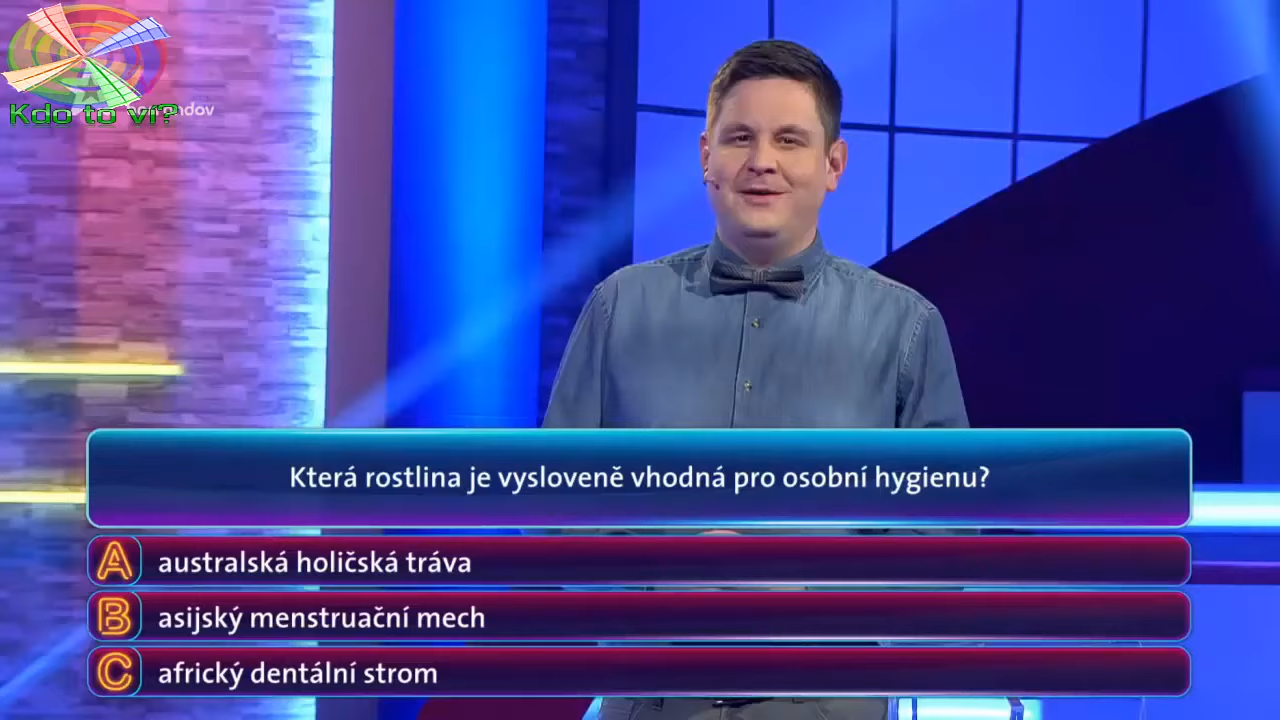 Kdo to ví?
Která rostlina je vysloveně vhodná pro osobní hygienu?
A australská holičská tráva
B asijský menstruační mech
C africký dentální strom